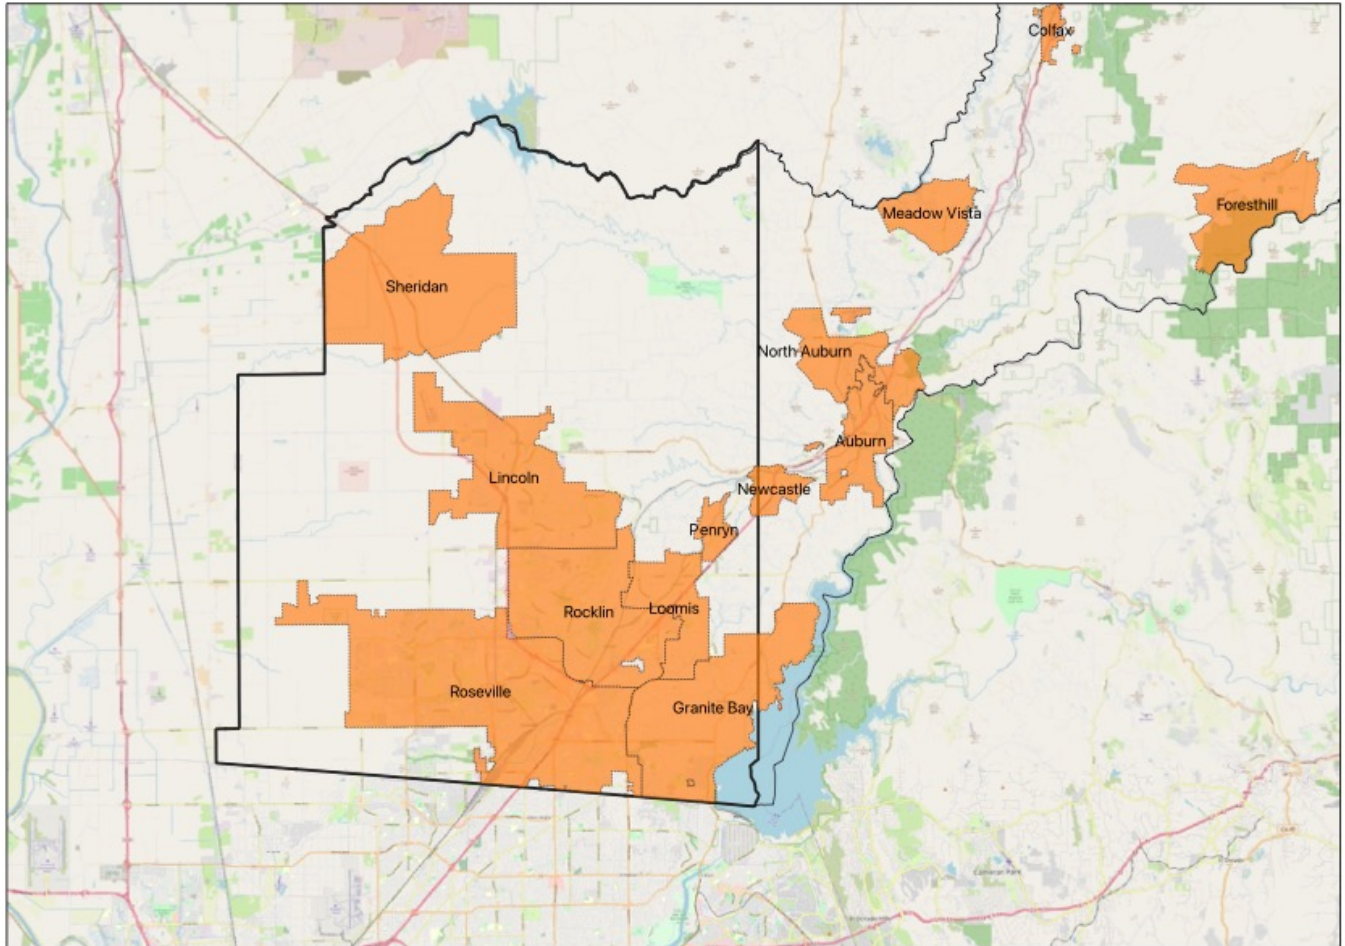 Colfax
Foresthill
Meadow Vista
Sheridan
North Auburn
Auburn
Lincoln
Newcastle
Penryn
Rocklin
Loomis
Roseville
Granite Bay